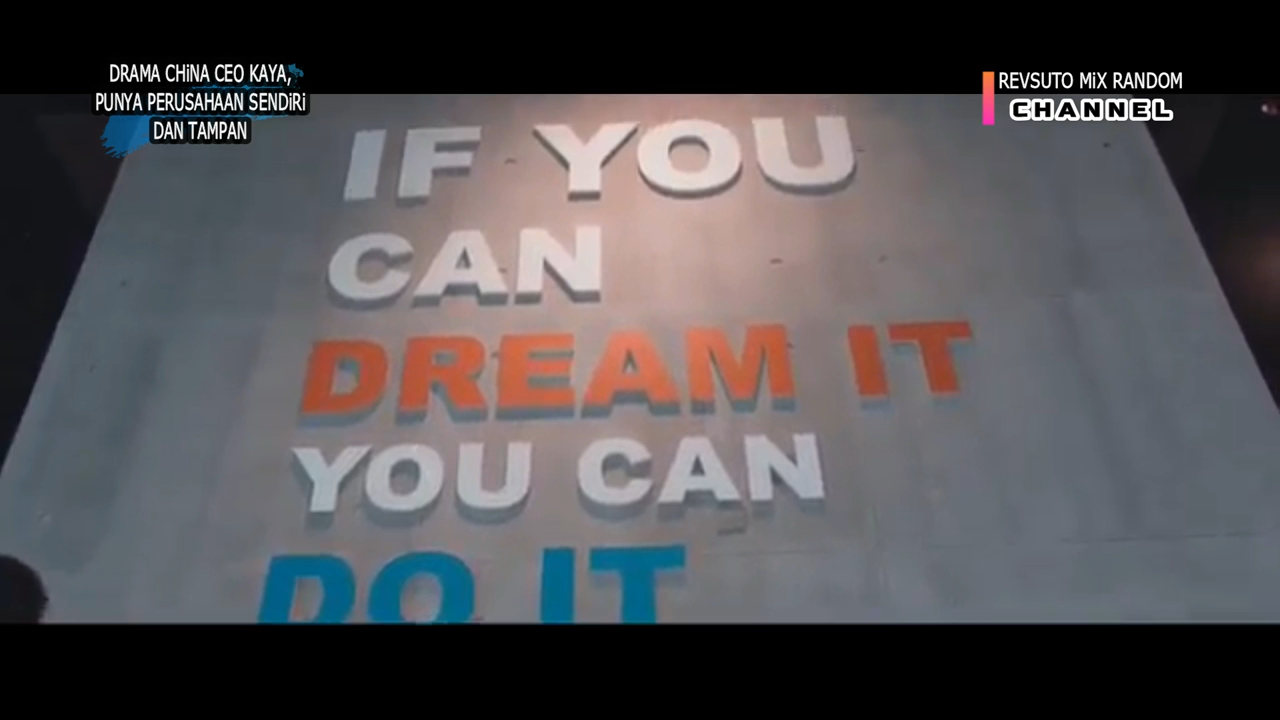 DRAMA CHiNA CEO KAYA,
PUNYA PERUSAHAAN SENDiRi
DAN TAMPAN
REVSUTO MiX RANDOM
CHANNEL
IF YOU
CAN
DREAM IT
YOU CAN
DO IT